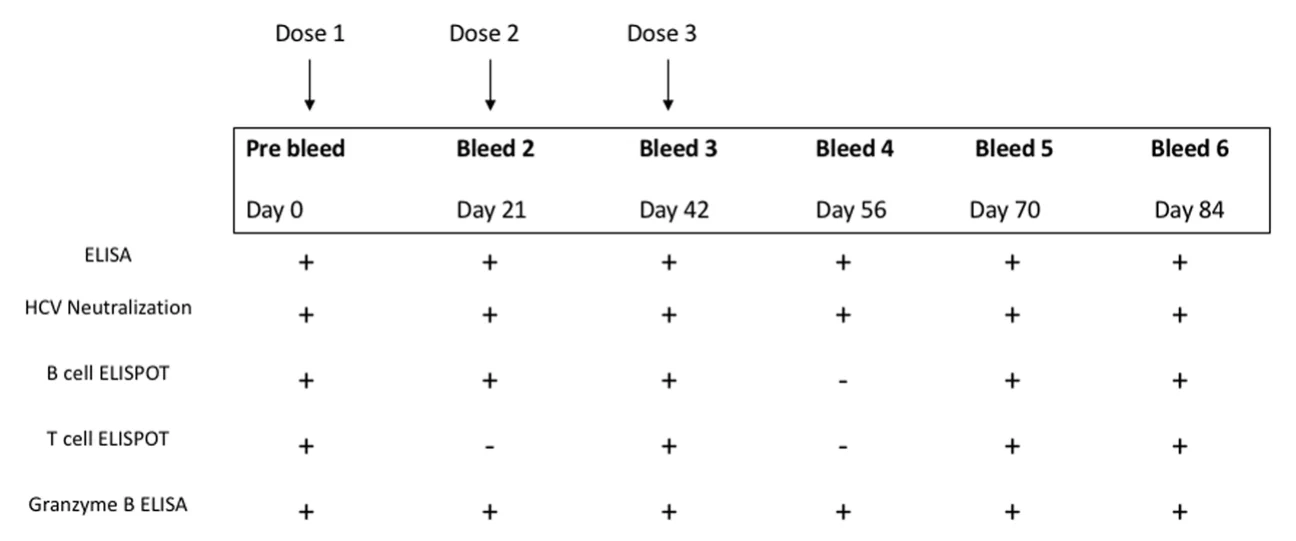 Dose 1 Dose 2 Dose 3
Pre bleed Bleed 2 Bleed 3 Bleed 4 Bleed 5 Bleed 6
Day 0 Day 21 Day 42 Day 56 Day 70 Day 84
ELISA + + + + + +
HCV Neutralization + + + + + +
B cell ELISPOT + + + - + +
T cell ELISPOT + - + - + +
Granzyme B ELISA + + + + + +